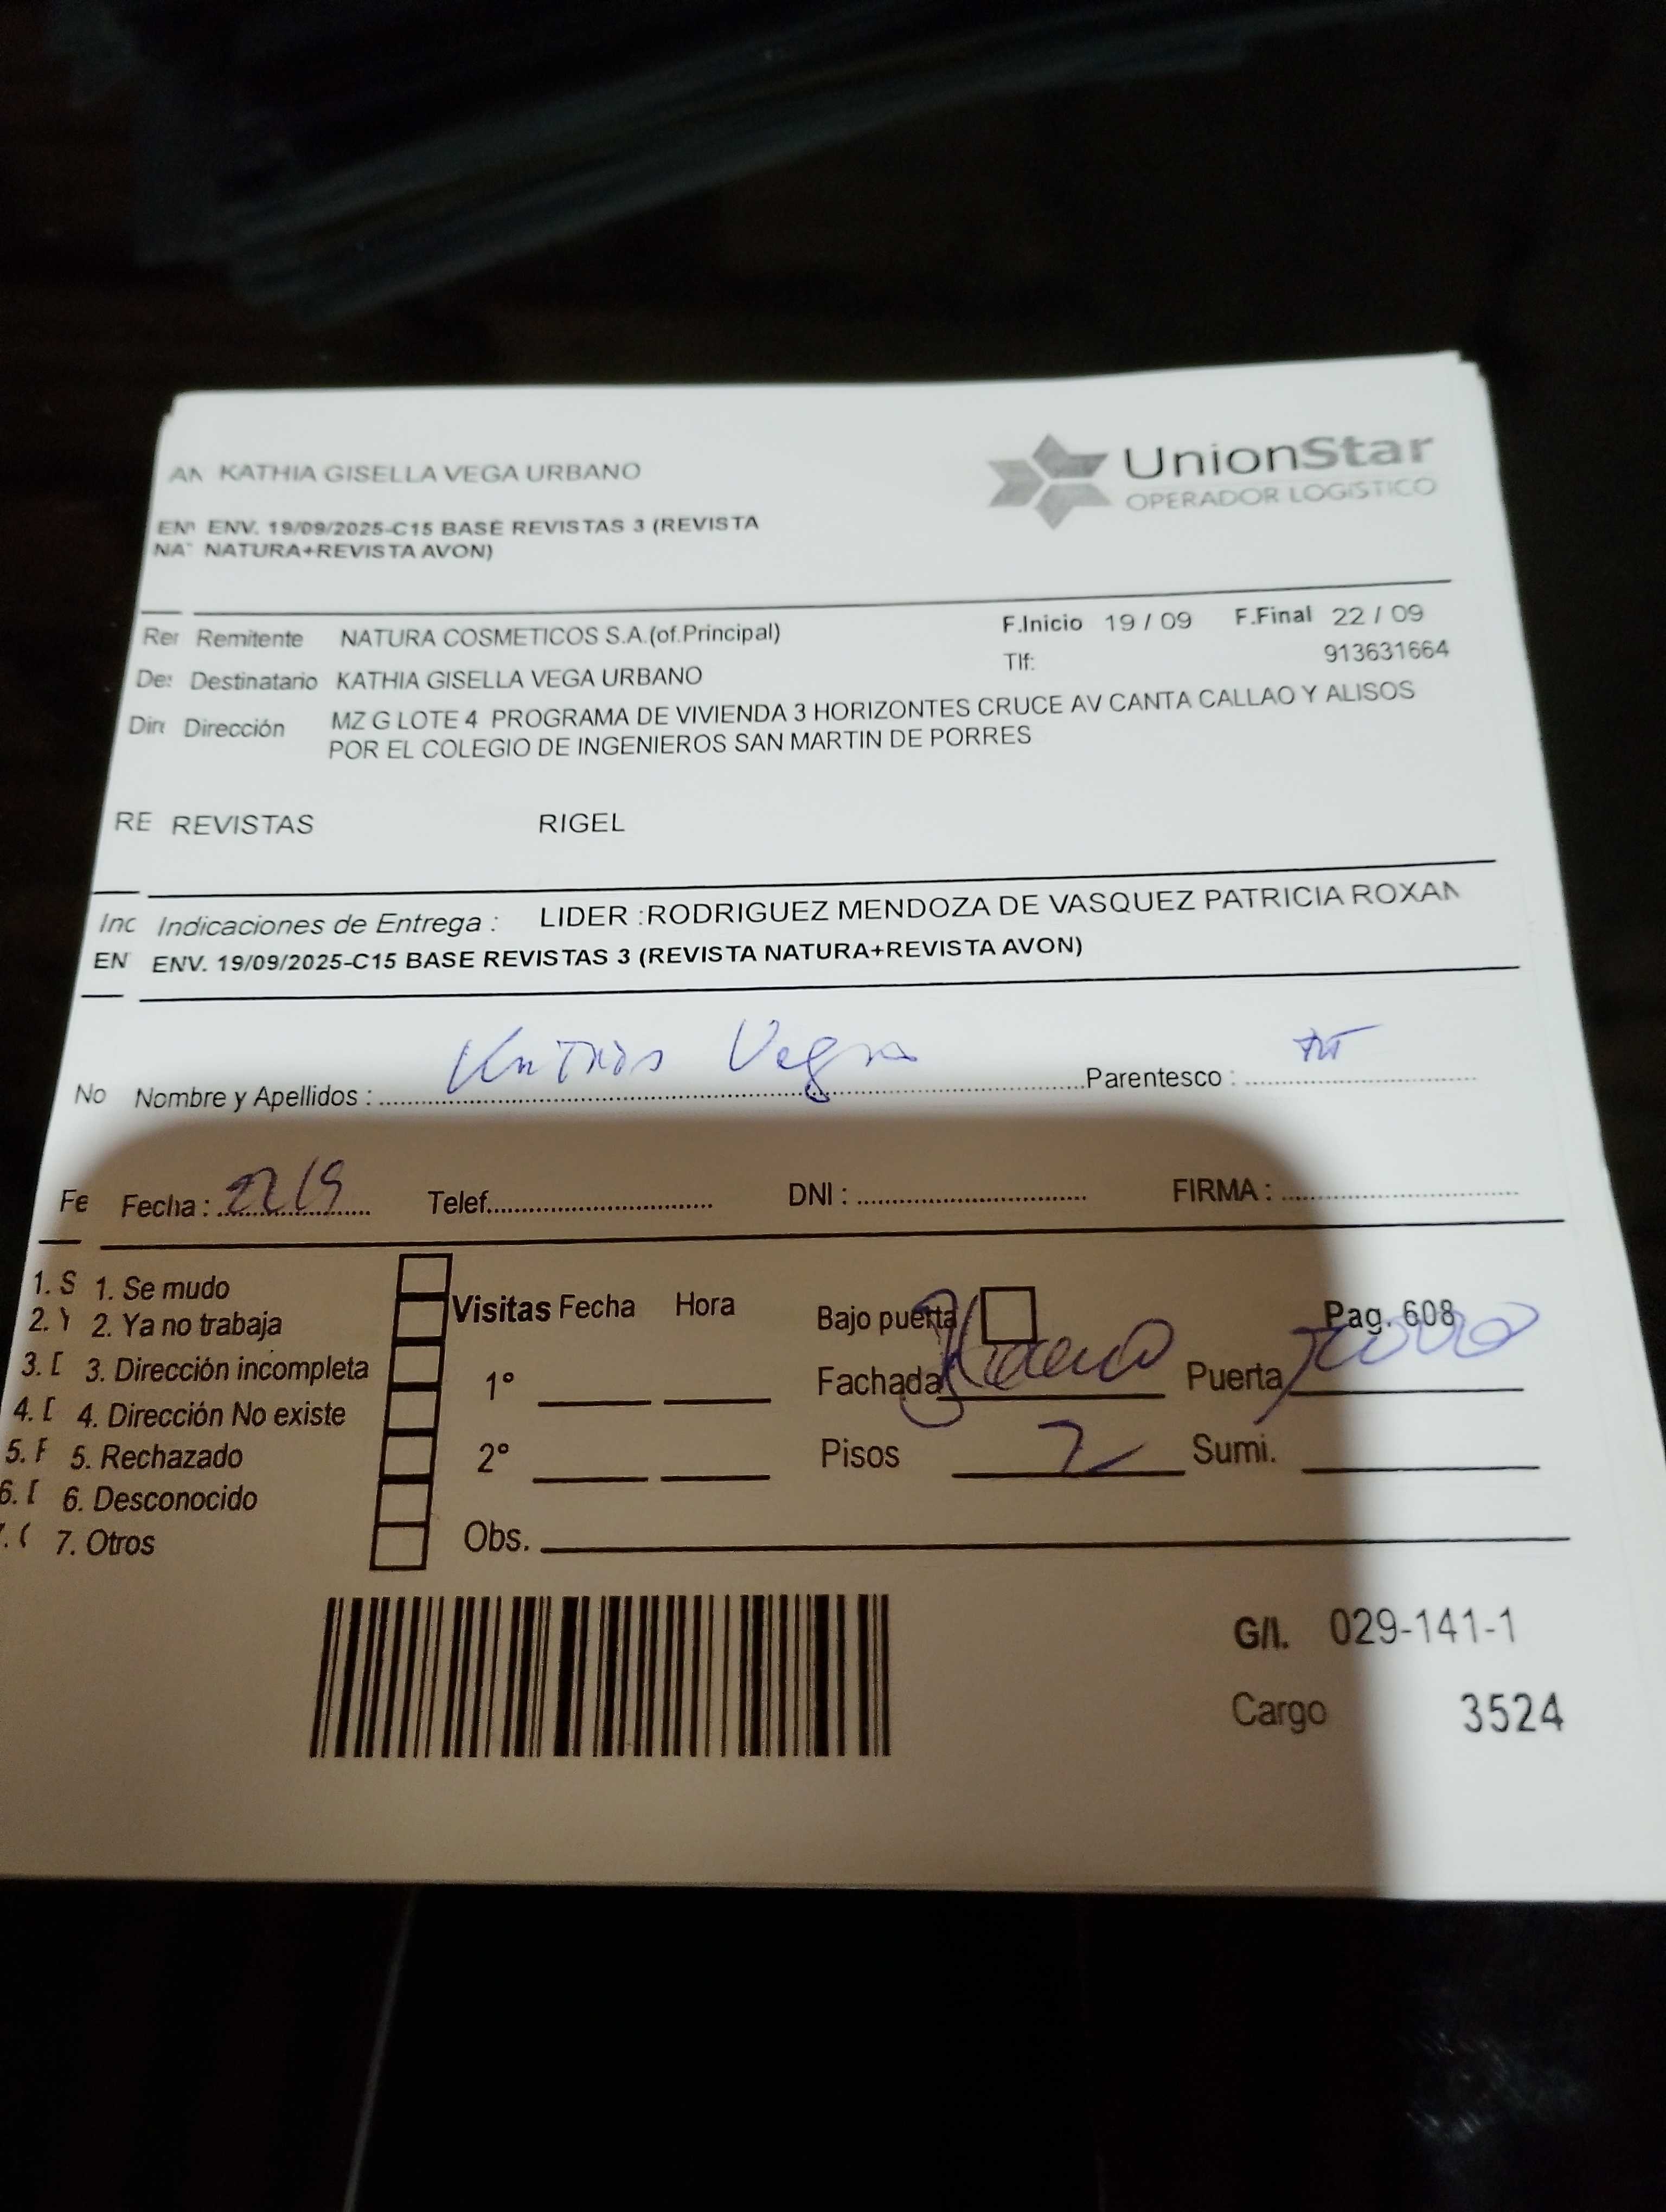 AN KATHIA GISELLA VEGA URBANO
UnionStar
OPERADOR LOGISTICO
EN ENV. 19/09/2025-C15 BASE REVISTAS 3 (REVISTA
NA NATURA+REVISTA AVON)
Rer Remitente NATURA COSMETICOS S.A.(of.Principal) F.Inicio 19 / 09 F.Final 22 / 09
Tlf: 913631664
Des Destinatario KATHIA GISELLA VEGA URBANO
Dir Dirección MZ G LOTE 4 PROGRAMA DE VIVIENDA 3 HORIZONTES CRUCE AV CANTA CALLAO Y ALISOS
POR EL COLEGIO DE INGENIEROS SAN MARTIN DE PORRES
RE REVISTAS RIGEL
Inc Indicaciones de Entrega : LIDER :RODRIGUEZ MENDOZA DE VASQUEZ PATRICIA ROXAN
EN ENV. 19/09/2025-C15 BASE REVISTAS 3 (REVISTA NATURA+REVISTA AVON)
No Nombre y Apellidos : Vega Parentesco : TIT
Fe Fecha : 22/9 Telef. DNI : FIRMA :
1. S 1. Se mudo
2. Y 2. Ya no trabaja
3. D 3. Dirección incompleta
4. D 4. Dirección No existe
5. R 5. Rechazado
6. D 6. Desconocido
7. O 7. Otros
Visitas Fecha Hora
1°
2°
Bajo puerta Pag. 608
Fachada Puerta
Pisos 2 Sumi.
Obs.
G/I. 029-141-1
Cargo 3524